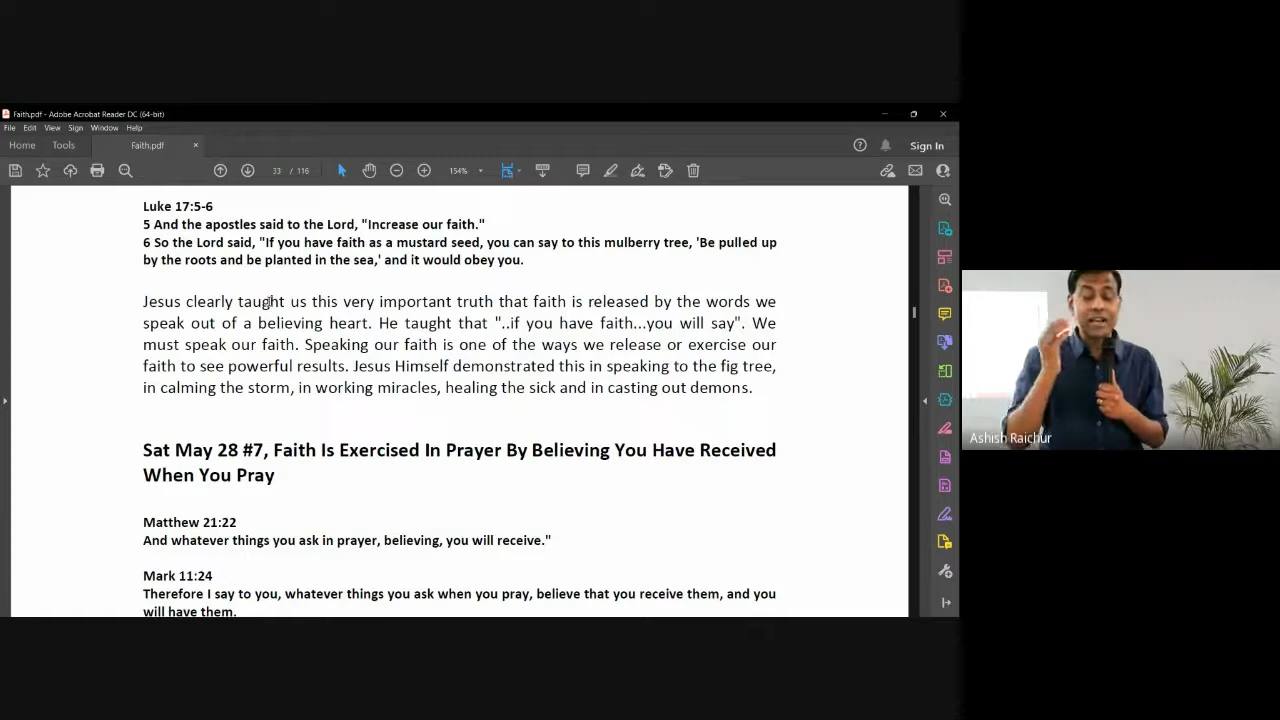 Faith.pdf - Adobe Acrobat Reader DC (64-bit)
File Edit View Sign Window Help
Home Tools Faith.pdf × Sign In
33 / 116 154%
Luke 17:5-6
5 And the apostles said to the Lord, "Increase our faith."
6 So the Lord said, "If you have faith as a mustard seed, you can say to this mulberry tree, 'Be pulled up
by the roots and be planted in the sea,' and it would obey you.
Jesus clearly taught us this very important truth that faith is released by the words we
speak out of a believing heart. He taught that "..if you have faith...you will say". We
must speak our faith. Speaking our faith is one of the ways we release or exercise our
faith to see powerful results. Jesus Himself demonstrated this in speaking to the fig tree,
in calming the storm, in working miracles, healing the sick and in casting out demons.
Sat May 28 #7, Faith Is Exercised In Prayer By Believing You Have Received
When You Pray
Matthew 21:22
And whatever things you ask in prayer, believing, you will receive."
Mark 11:24
Therefore I say to you, whatever things you ask when you pray, believe that you receive them, and you
will have them.
Ashish Raichur